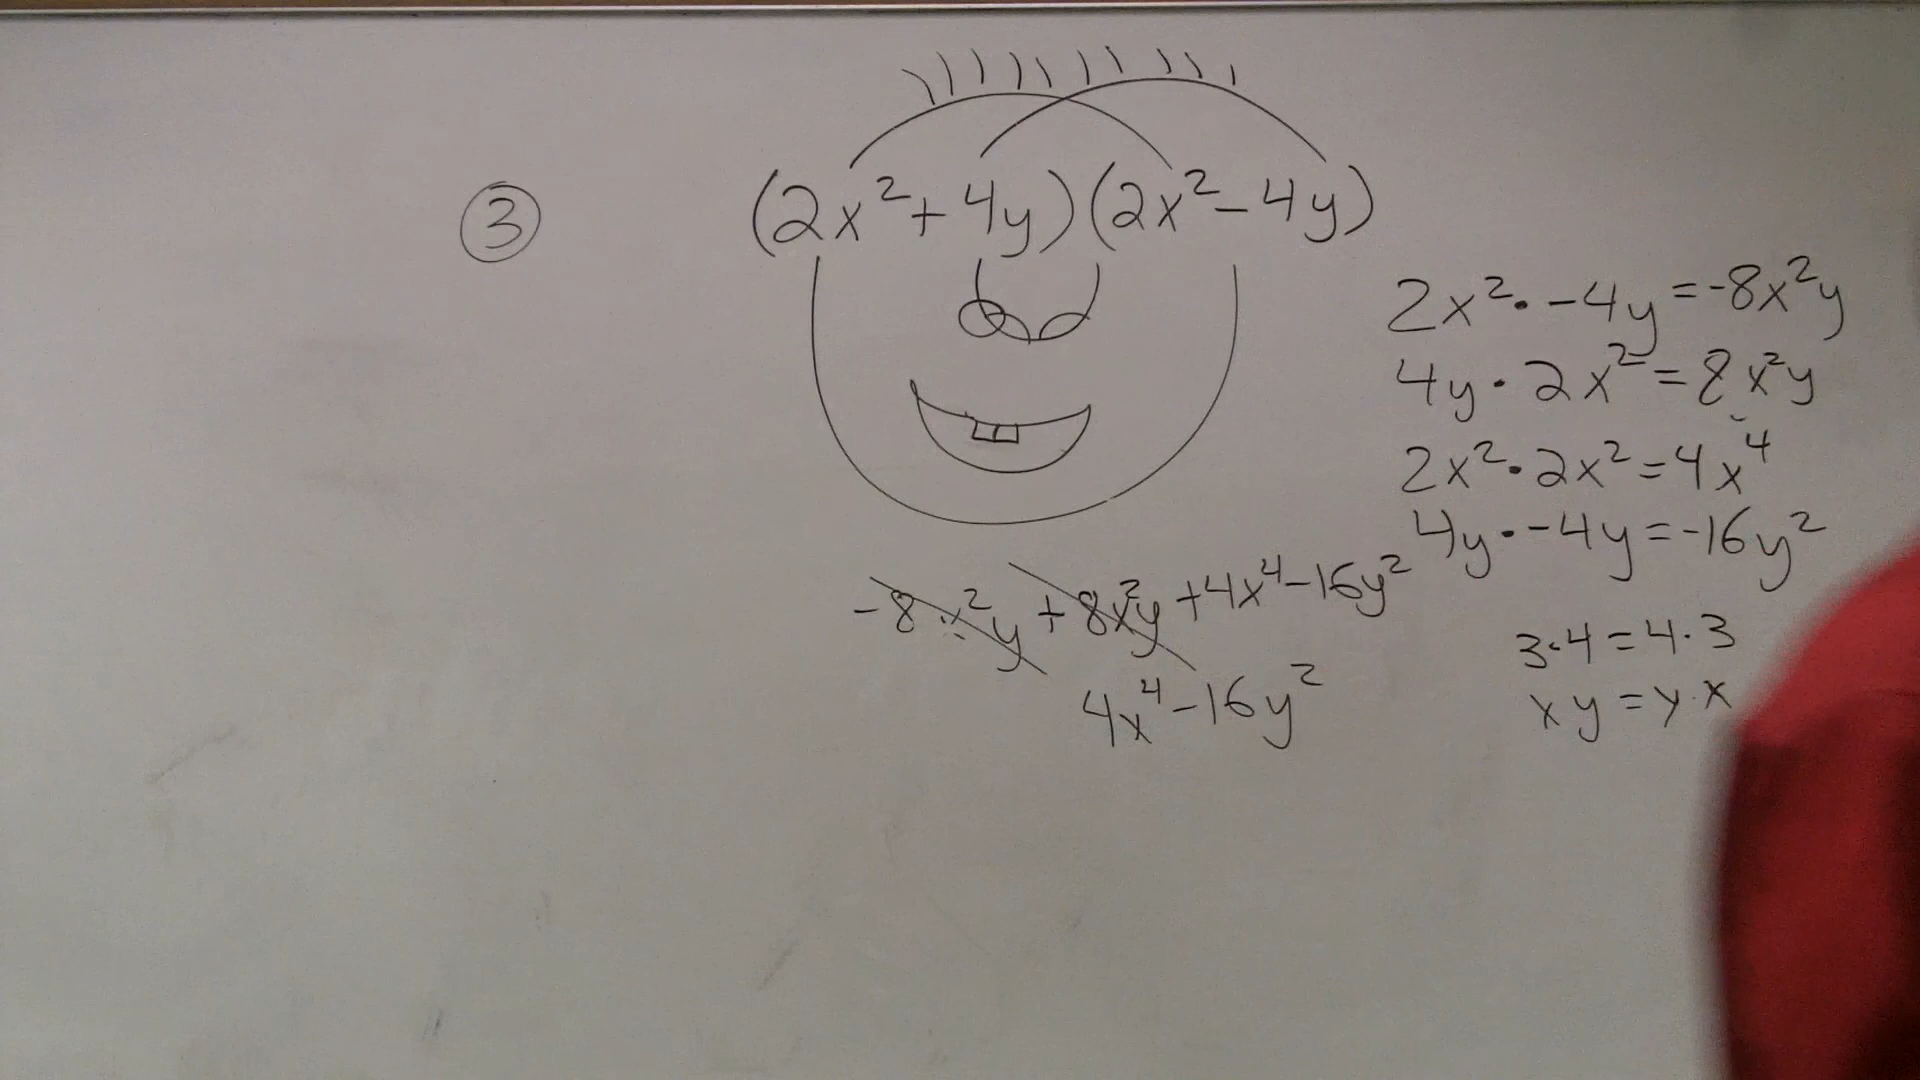 ③ (2x²+4y)(2x²-4y)
2x²·-4y=-8x²y
4y·2x²=8x²y
2x²·2x²=4x⁴
4y·-4y=-16y²
-8x²y+8x²y+4x⁴-16y²
4x⁴-16y²
3·4=4·3
xy=y·x